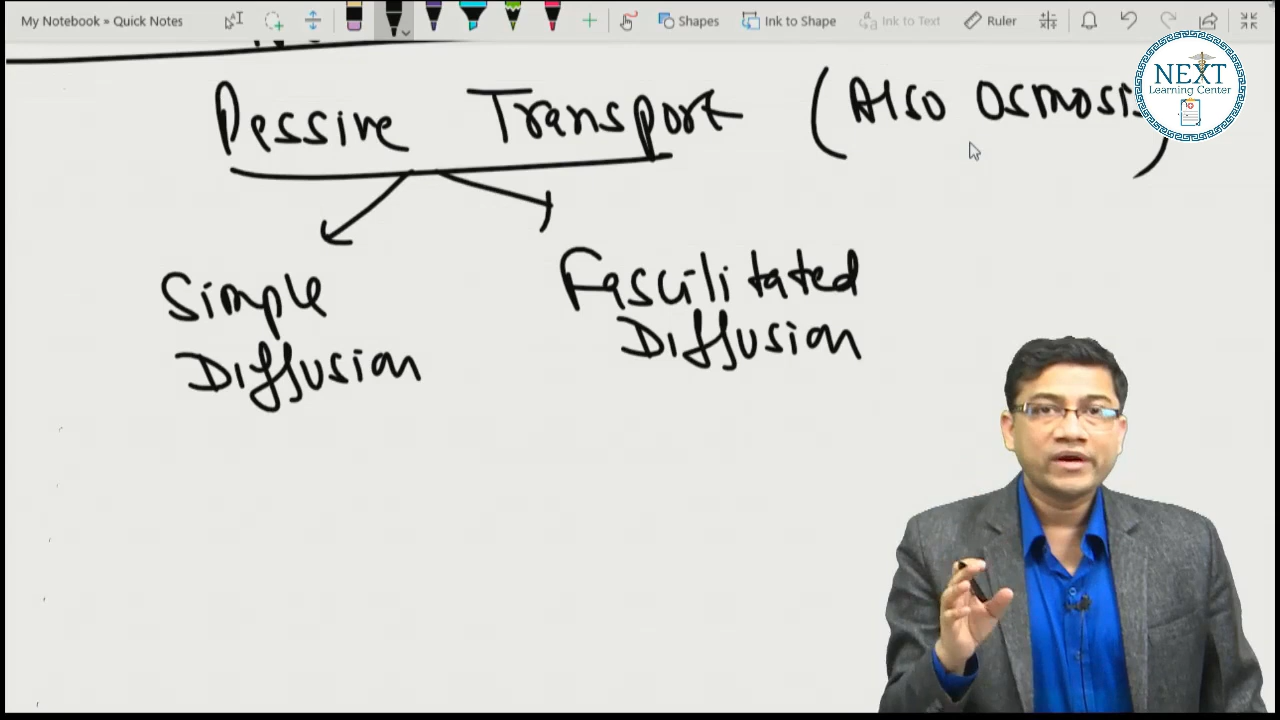 My Notebook » Quick Notes
Shapes
Ink to Shape
Ink to Text
Ruler
NEXT
Learning Center
Pessive Transport (Also Osmosis)
Simple
Diffusion
Fascilitated
Diffusion